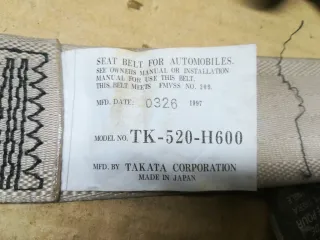 SEAT BELT FOR AUTOMOBILES.
SEE OWNERS MANUAL OR INSTALLATION
MANUAL FOR USE THIS BELT.
THIS BELT MEETS FMVSS NO. 209.
MFD. DATE: 0326 1997
MODEL NO. TK-520-H600
MFD. BY TAKATA CORPORATION
MADE IN JAPAN